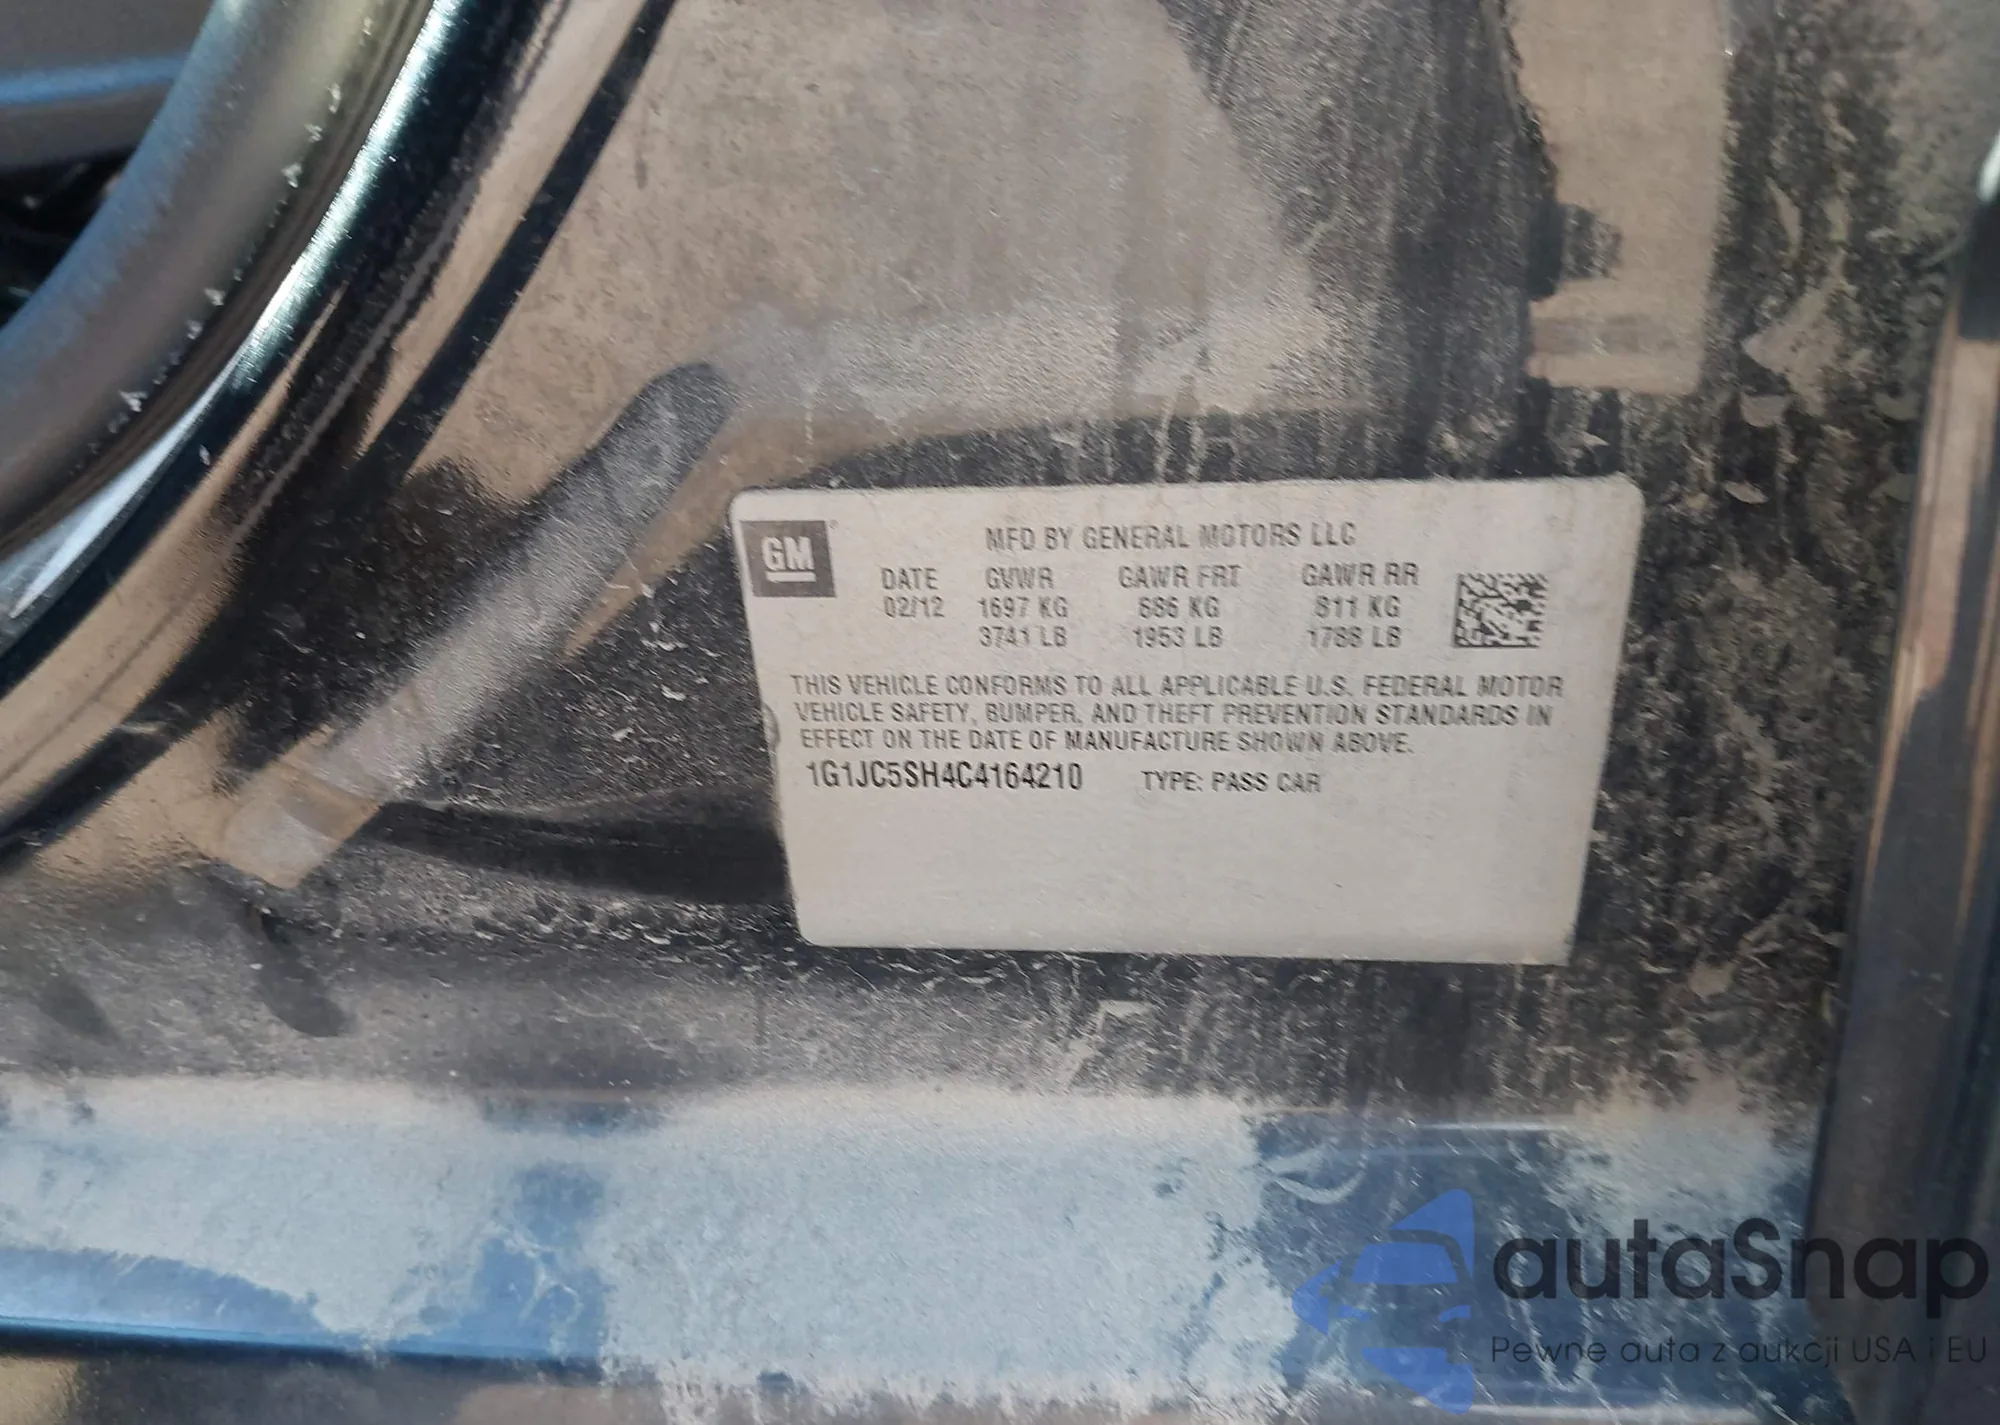 GM
MFD BY GENERAL MOTORS LLC
DATE GVWR GAWR FRT GAWR RR
02/12 1697 KG 886 KG 811 KG
3741 LB 1953 LB 1788 LB
THIS VEHICLE CONFORMS TO ALL APPLICABLE U.S. FEDERAL MOTOR
VEHICLE SAFETY, BUMPER, AND THEFT PREVENTION STANDARDS IN
EFFECT ON THE DATE OF MANUFACTURE SHOWN ABOVE.
1G1JC5SH4C4164210 TYPE: PASS CAR
autaSnap
Pewne auta z aukcji USA i EU